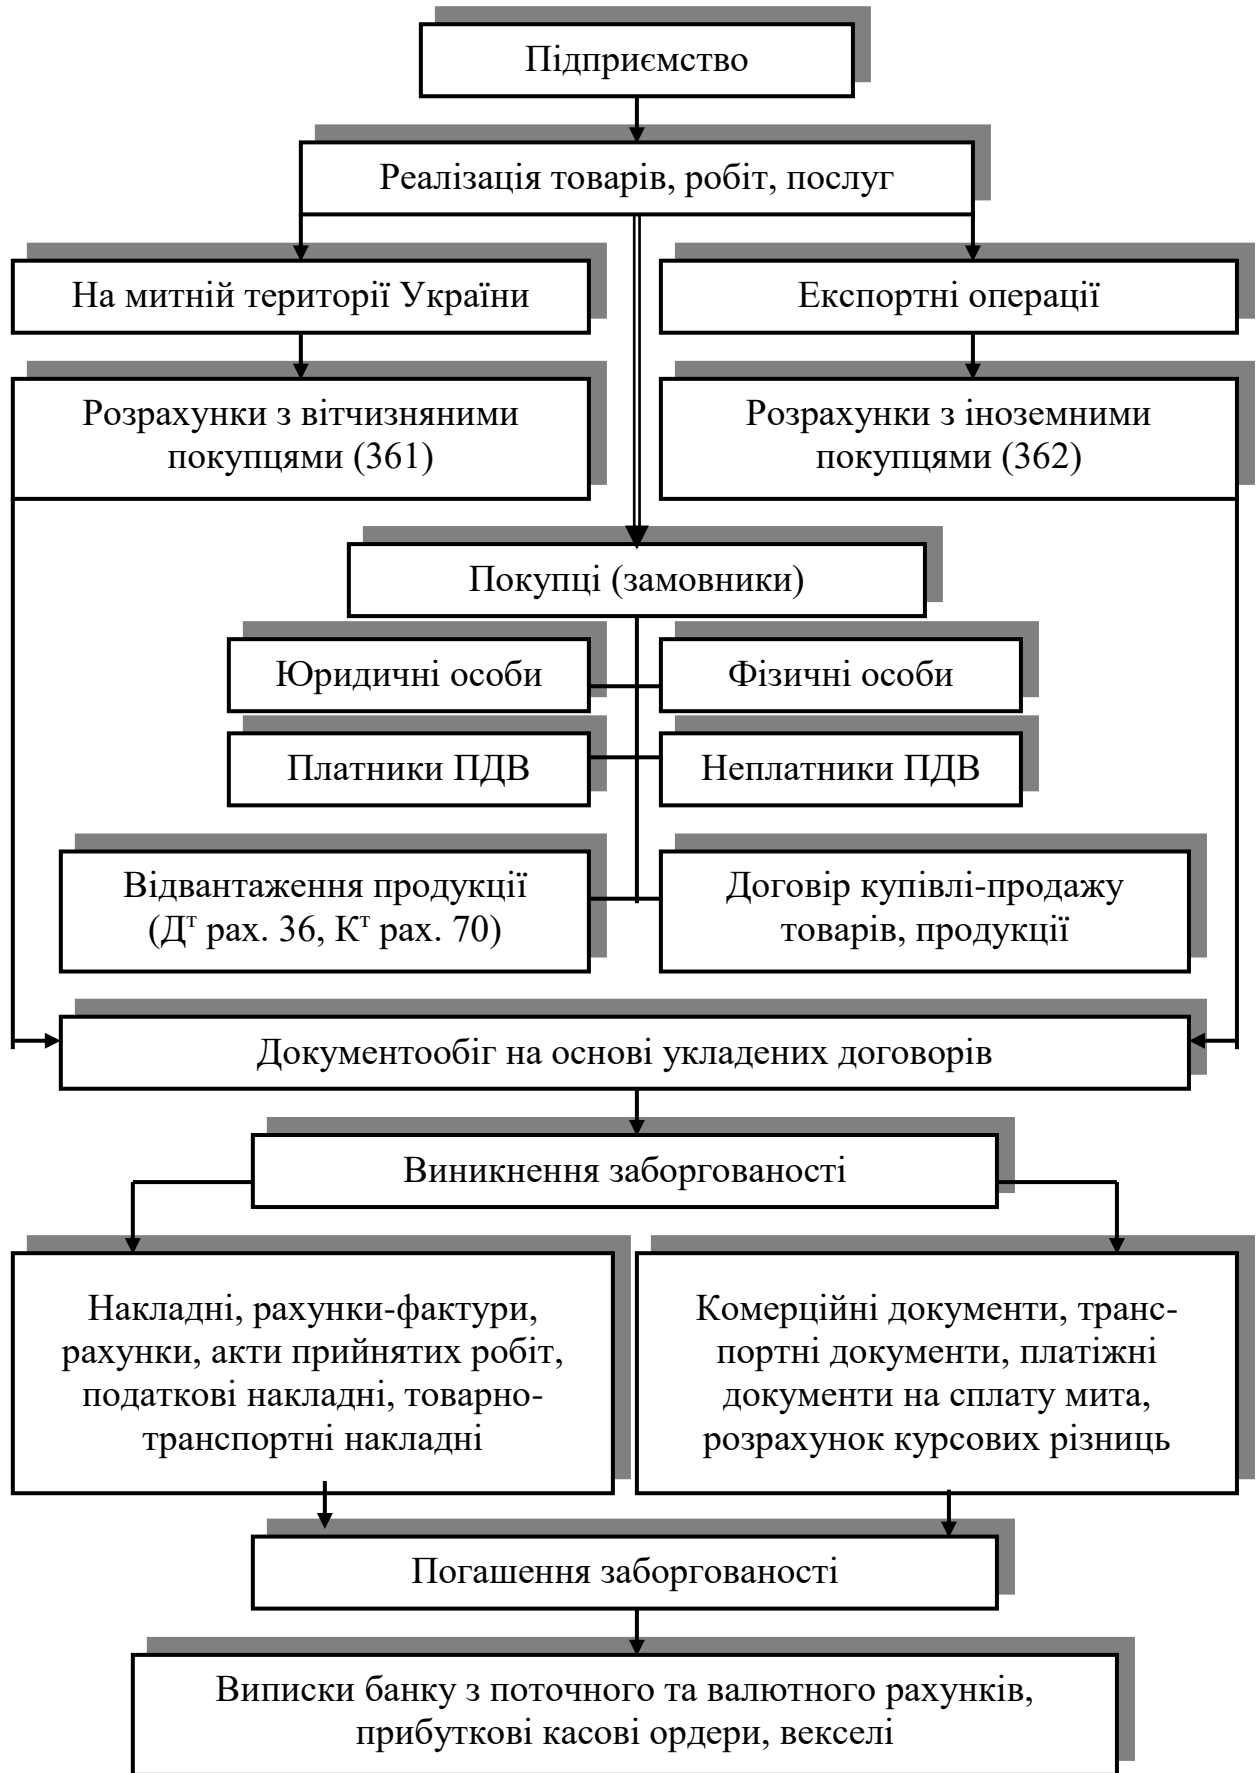 Підприємство
Реалізація товарів, робіт, послуг
На митній території України
Експортні операції
Розрахунки з вітчизняними
покупцями (361)
Розрахунки з іноземними
покупцями (362)
Покупці (замовники)
Юридичні особи
Фізичні особи
Платники ПДВ
Неплатники ПДВ
Відвантаження продукції
(Дᵀ рах. 36, Кᵀ рах. 70)
Договір купівлі-продажу
товарів, продукції
Документообіг на основі укладених договорів
Виникнення заборгованості
Накладні, рахунки-фактури,
рахунки, акти прийнятих робіт,
податкові накладні, товарно-
транспортні накладні
Комерційні документи, транс-
портні документи, платіжні
документи на сплату мита,
розрахунок курсових різниць
Погашення заборгованості
Виписки банку з поточного та валютного рахунків,
прибуткові касові ордери, векселі